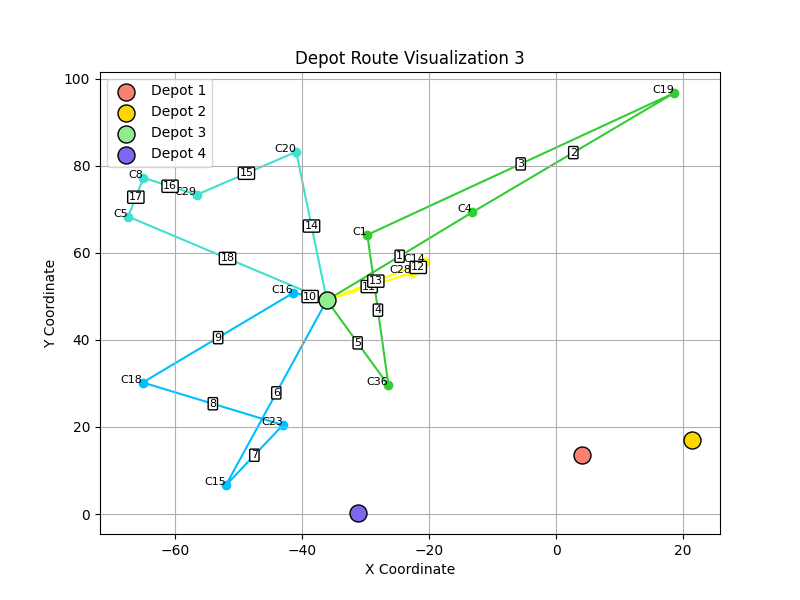 Depot Route Visualization 3
100
80
60
40
20
0
−60
−40
−20
0
20
Y Coordinate
X Coordinate
Depot 1
Depot 2
Depot 3
Depot 4
C19
C20
C8
C29
C5
C4
C1
C14
C28
C16
C18
C36
C23
C15
1
2
3
4
5
6
7
8
9
10
11
12
13
14
15
16
17
18